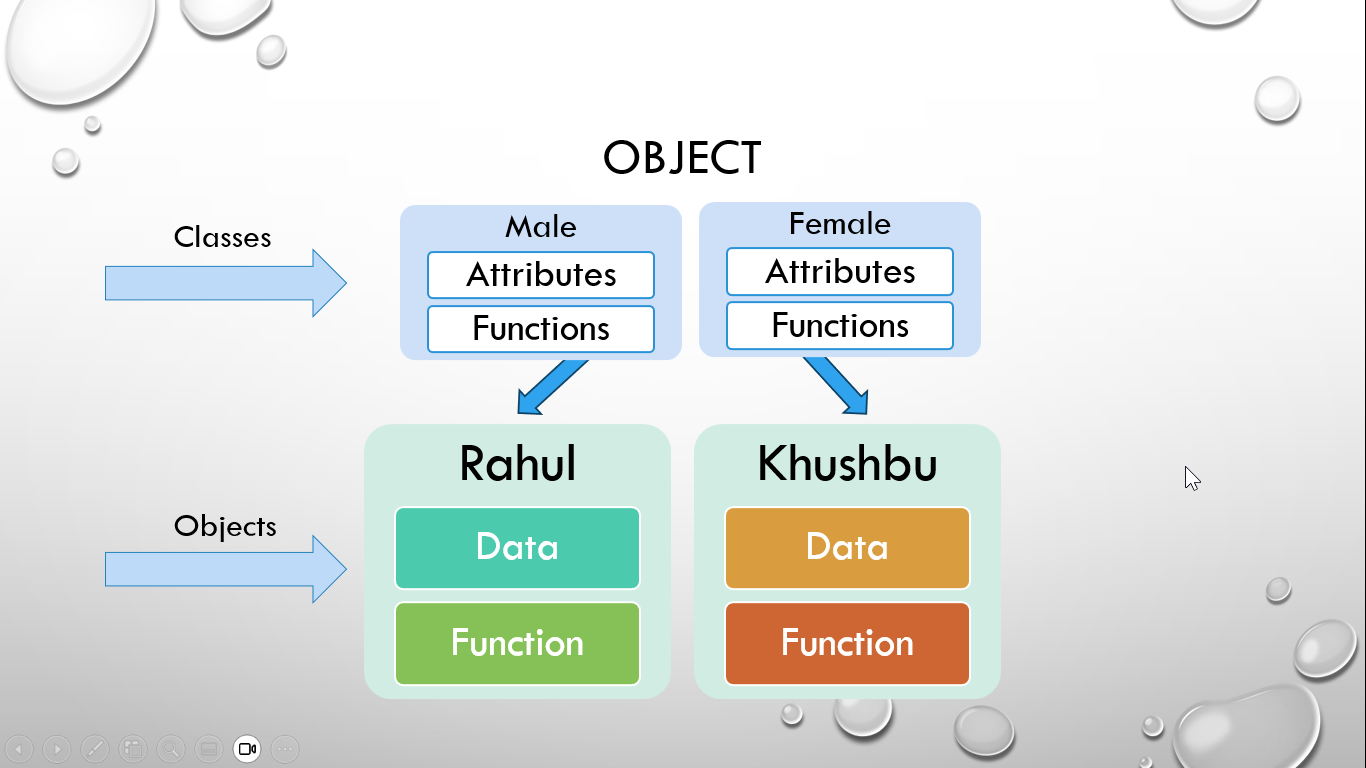 OBJECT
Classes
Male
Attributes
Functions
Female
Attributes
Functions
Objects
Rahul
Data
Function
Khushbu
Data
Function